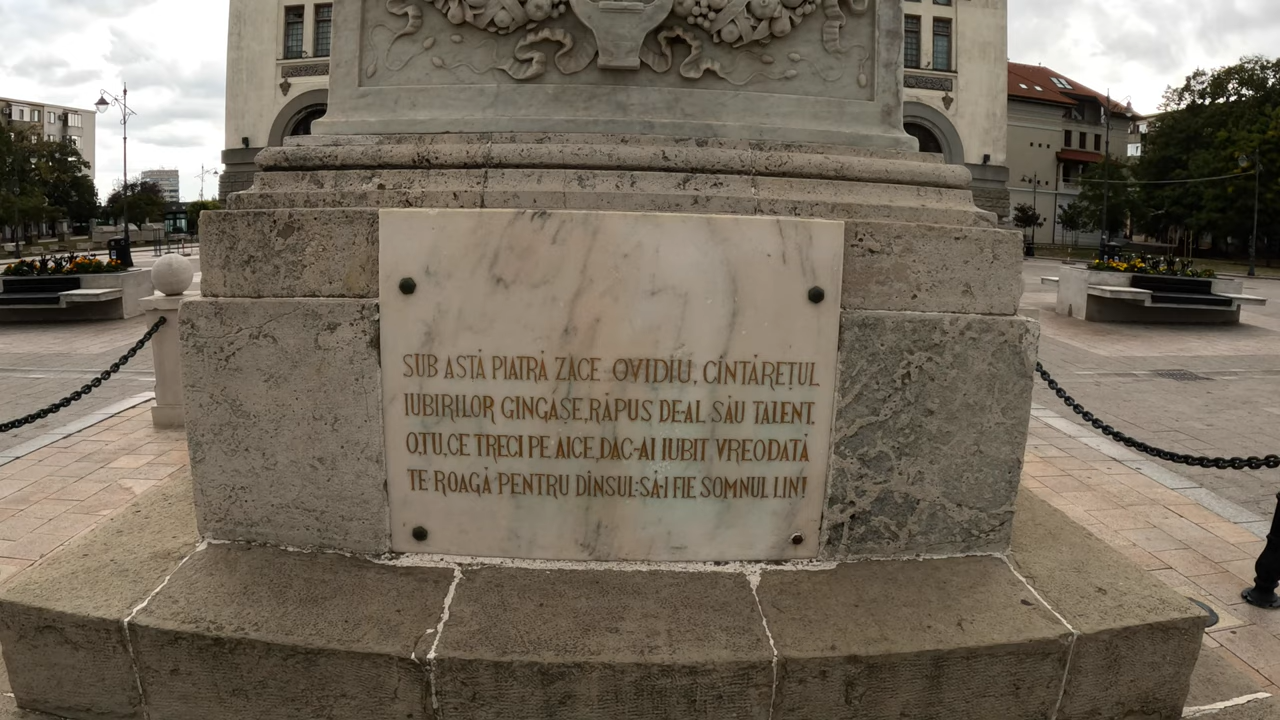 SUB ASTĂ PIATRĂ ZACE OVIDIU, CÎNTĂREȚUL
IUBIRILOR GINGAȘE, RĂPUS DE-AL SĂU TALENT.
O, TU, CE TRECI PE AICE, DAC-AI IUBIT VREODATĂ
TE ROAGĂ PENTRU DÎNSUL: SĂ-I FIE SOMNUL LIN!